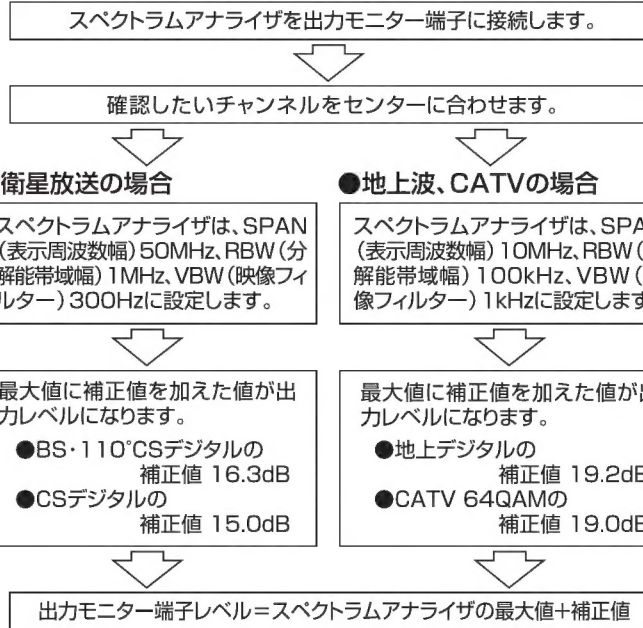 スペクトラムアナライザを出力モニター端子に接続します。
確認したいチャンネルをセンターに合わせます。
衛星放送の場合
スペクトラムアナライザは、SPAN
(表示周波数幅)50MHz、RBW(分
解能帯域幅)1MHz、VBW(映像フィ
ルター)300Hzに設定します。
最大値に補正値を加えた値が出
力レベルになります。
●BS・110°CSデジタルの
補正値 16.3dB
●CSデジタルの
補正値 15.0dB
●地上波、CATVの場合
スペクトラムアナライザは、SPA
(表示周波数幅)10MHz、RBW(
解能帯域幅)100kHz、VBW(
像フィルター)1kHzに設定します
最大値に補正値を加えた値が出
力レベルになります。
●地上デジタルの
補正値 19.2dB
●CATV 64QAMの
補正値 19.0dB
出力モニター端子レベル=スペクトラムアナライザの最大値+補正値